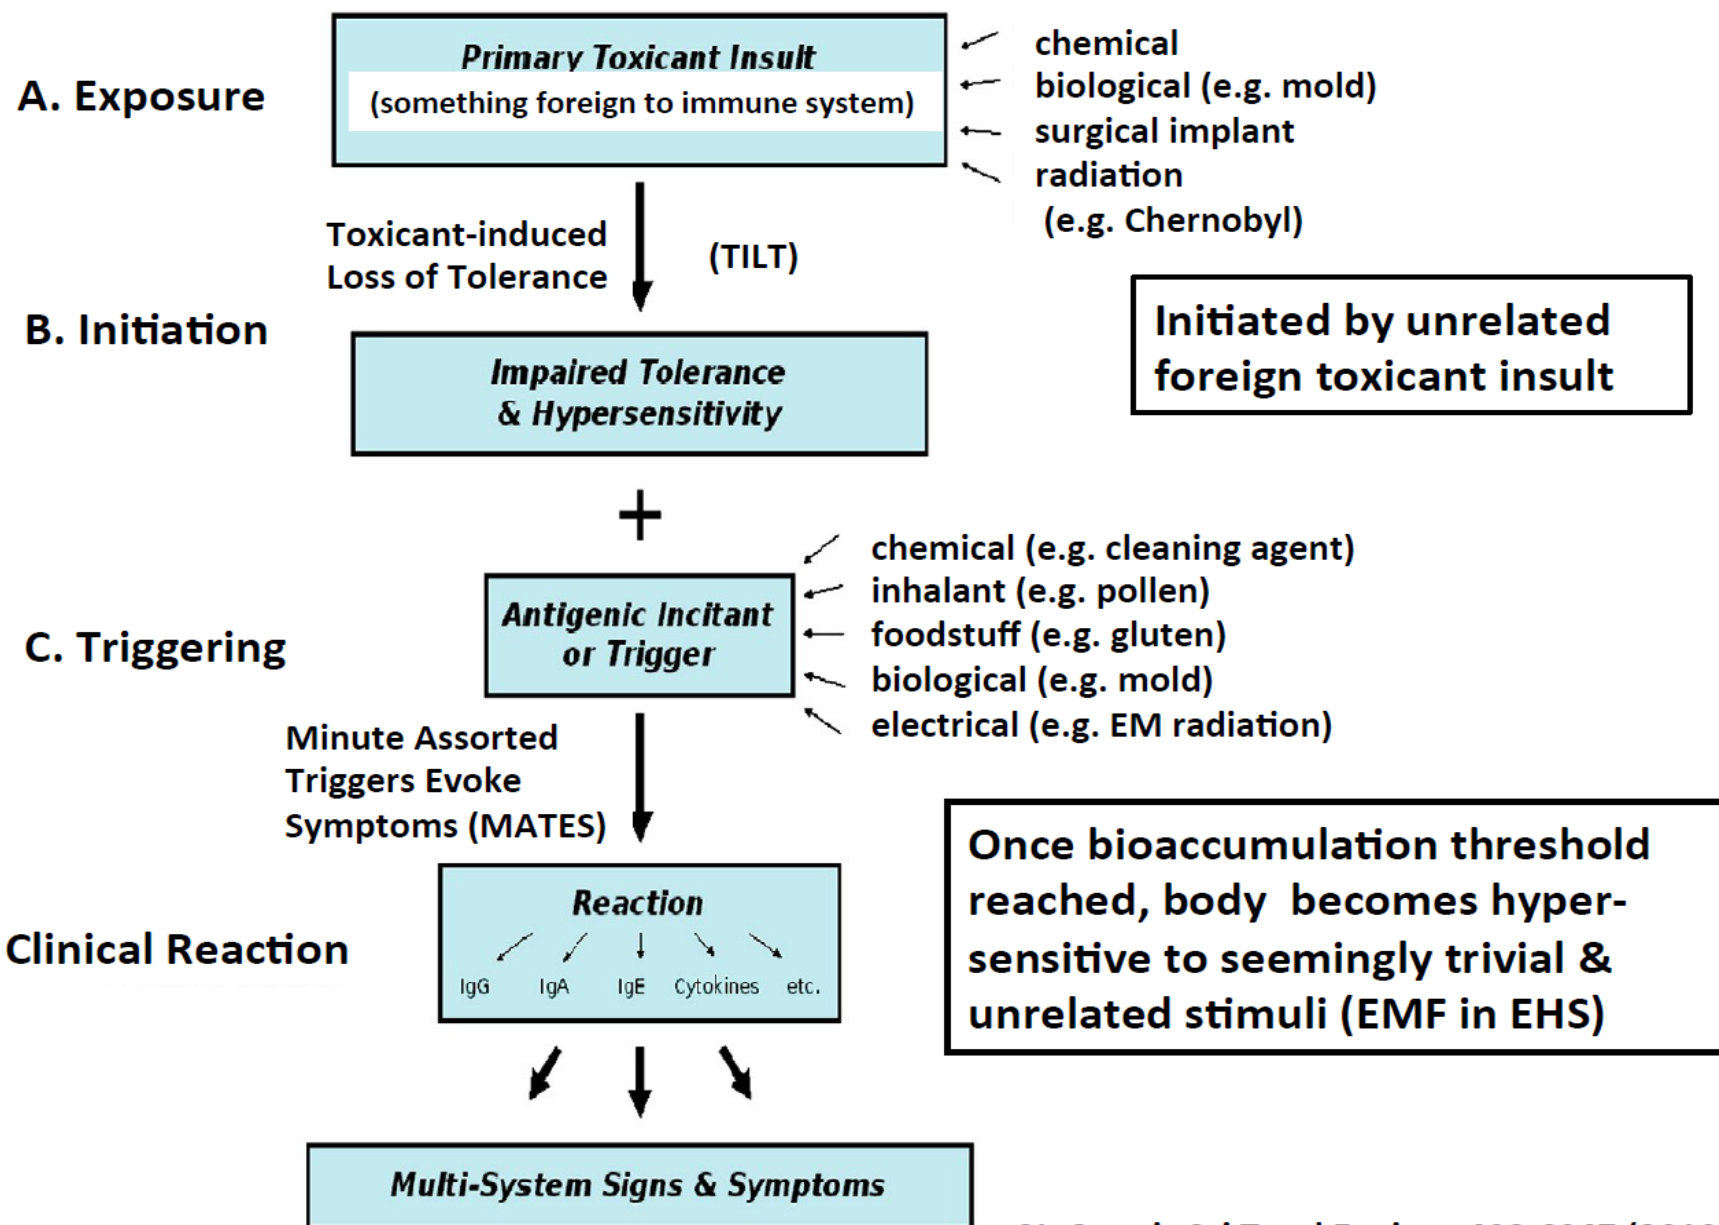 Primary Toxicant Insult
(something foreign to immune system)
A. Exposure
chemical
biological (e.g. mold)
surgical implant
radiation
(e.g. Chernobyl)
Toxicant-induced
Loss of Tolerance
(TILT)
B. Initiation
Impaired Tolerance
& Hypersensitivity
Initiated by unrelated
foreign toxicant insult
+
C. Triggering
Antigenic Incitant
or Trigger
chemical (e.g. cleaning agent)
inhalant (e.g. pollen)
foodstuff (e.g. gluten)
biological (e.g. mold)
electrical (e.g. EM radiation)
Minute Assorted
Triggers Evoke
Symptoms (MATES)
Clinical Reaction
Reaction
IgG IgA IgE Cytokines etc.
Once bioaccumulation threshold
reached, body becomes hyper-
sensitive to seemingly trivial &
unrelated stimuli (EMF in EHS)
Multi-System Signs & Symptoms